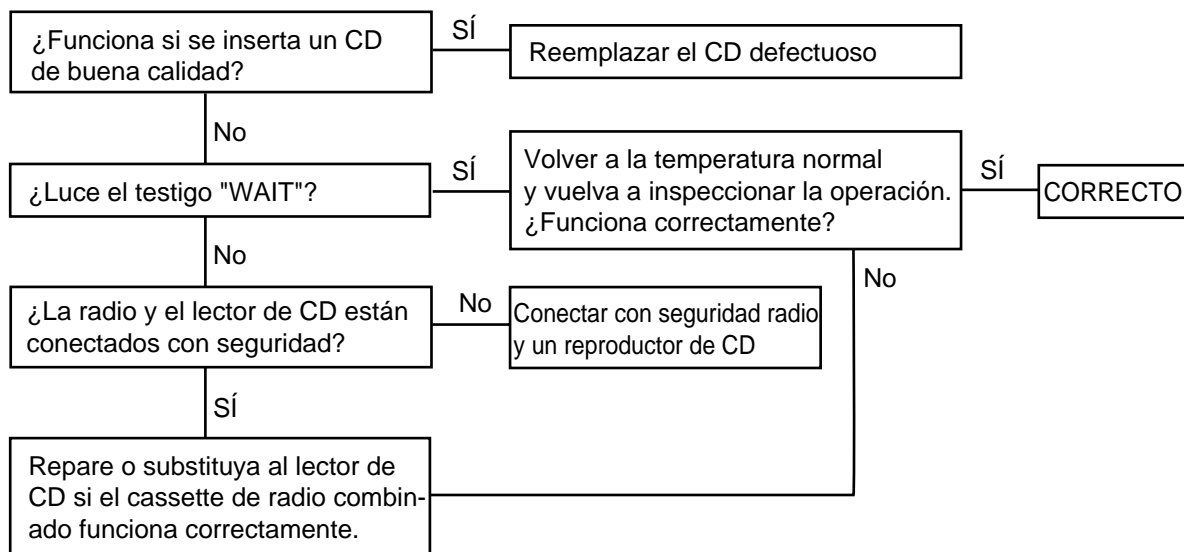 ¿Funciona si se inserta un CD
de buena calidad?
SÍ
Reemplazar el CD defectuoso
No
¿Luce el testigo "WAIT"?
SÍ
Volver a la temperatura normal
y vuelva a inspeccionar la operación.
¿Funciona correctamente?
SÍ
CORRECTO
No
No
¿La radio y el lector de CD están
conectados con seguridad?
No
Conectar con seguridad radio
y un reproductor de CD
SÍ
Repare o substituya al lector de
CD si el cassette de radio combin-
ado funciona correctamente.